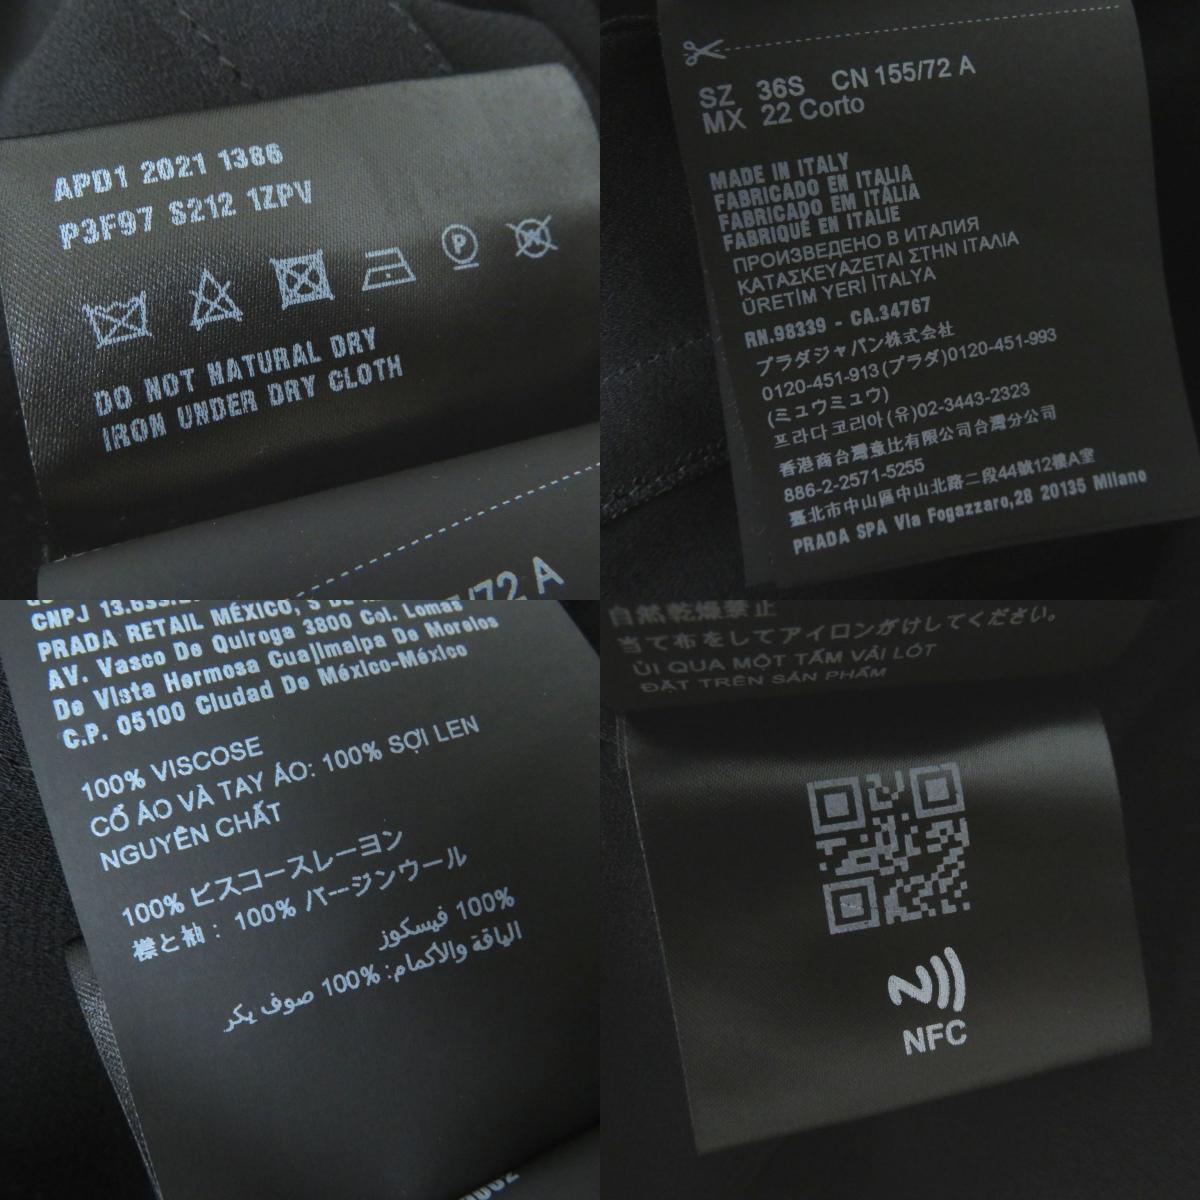 APD1 2021 1386
P3F97 S212 1ZPV
P
DO NOT NATURAL DRY
IRON UNDER DRY CLOTH
/72 A
SZ 36S CN 155/72 A
MX 22 Corto
MADE IN ITALY
FABRICADO EN ITALIA
FABRICADO EM ITÁLIA
FABRIQUÉ EN ITALIE
ПРОИЗВЕДЕНО В ИТАЛИЯ
ΚΑΤΑΣΚΕΥΑΖΕΤΑΙ ΣΤΗΝ ΙΤΑΛΙΑ
ÜRETİM YERİ İTALYA
RN.98339 - CA.34767
プラダジャパン株式会社
0120-451-913(プラダ)0120-451-993
(ミュウミュウ)
프라다코리아(유)02-3443-2323
香港商台灣意比有限公司台灣分公司
886-2-2571-5255
臺北市中山區中山北路二段44號12樓A室
PRADA SPA Via Fogazzaro,28 20135 Milano
CNPJ 13.633.
PRADA RETAIL MÉXICO, S DE
AV. Vasco De Quiroga 3800 Col. Lomas
De Vista Hermosa Cuajimalpa De Morelos
C.P. 05100 Ciudad De México-México
100% VISCOSE
CỔ ÁO VÀ TAY ÁO: 100% SỢI LEN
NGUYÊN CHẤT
100% ビスコースレーヨン
襟と袖: 100% バージンウール
100% فيسكوز
الياقة والأكمام: 100% صوف بكر
自然乾燥禁止
当て布をしてアイロンがけしてください。
ỦI QUA MỘT TẤM VẢI LÓT
ĐẶT TRÊN SẢN PHẨM
NFC